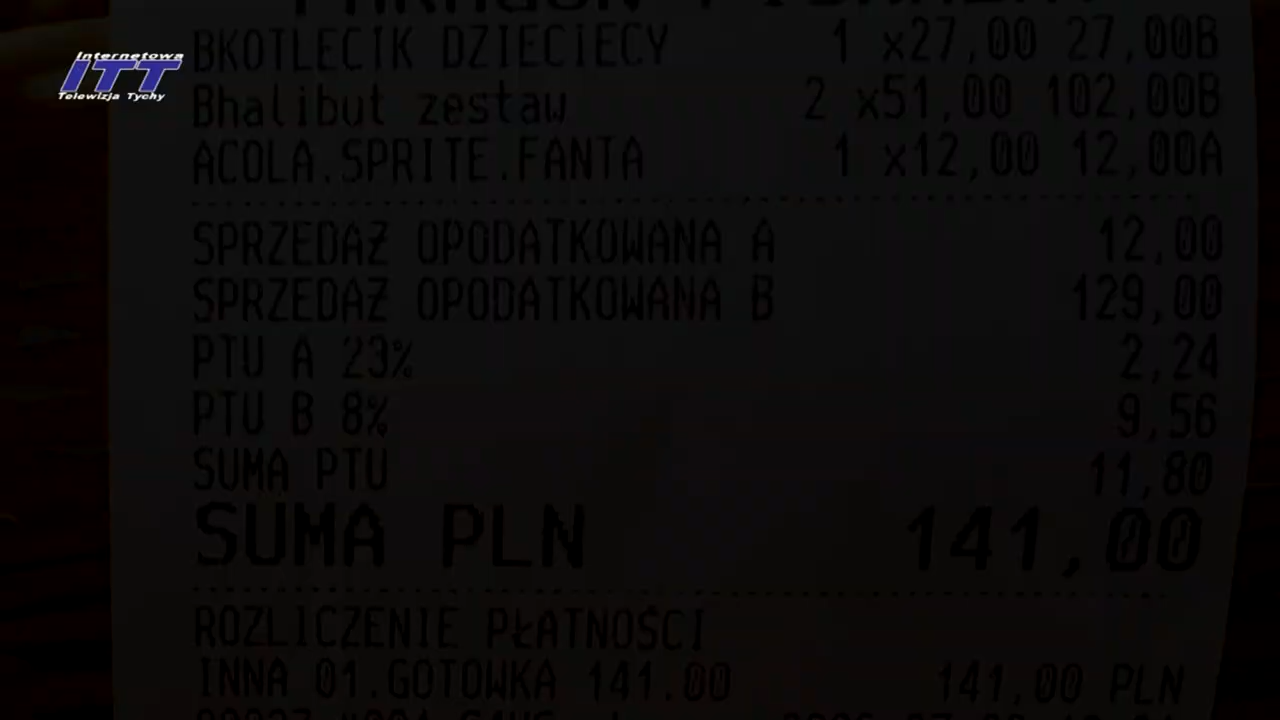 Internetowa
ITT
Telewizja Tychy
BKOTLECIK DZIECIECY 1 x27,00 27,00B
Bhalibut zestaw 2 x51,00 102,00B
ACOLA.SPRITE.FANTA 1 x12,00 12,00A
SPRZEDAŻ OPODATKOWANA A 12,00
SPRZEDAŻ OPODATKOWANA B 129,00
PTU A 23% 2,24
PTU B 8% 9,56
SUMA PTU 11,80
SUMA PLN 141,00
ROZLICZENIE PŁATNOŚCI
INNA 01.GOTOWKA 141.00 141,00 PLN